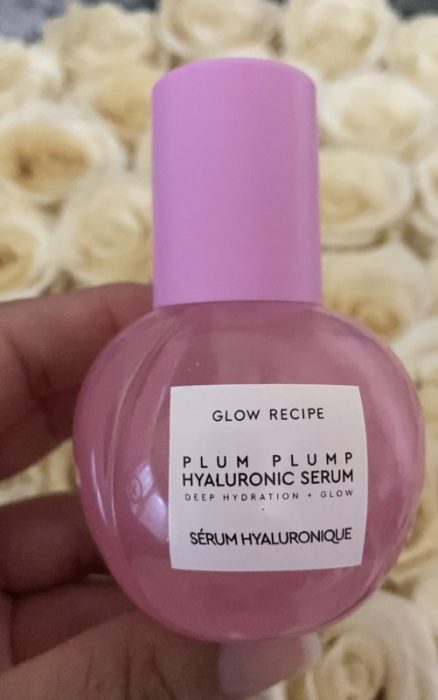 GLOW RECIPE
PLUM PLUMP
HYALURONIC SERUM
DEEP HYDRATION + GLOW
SÉRUM HYALURONIQUE